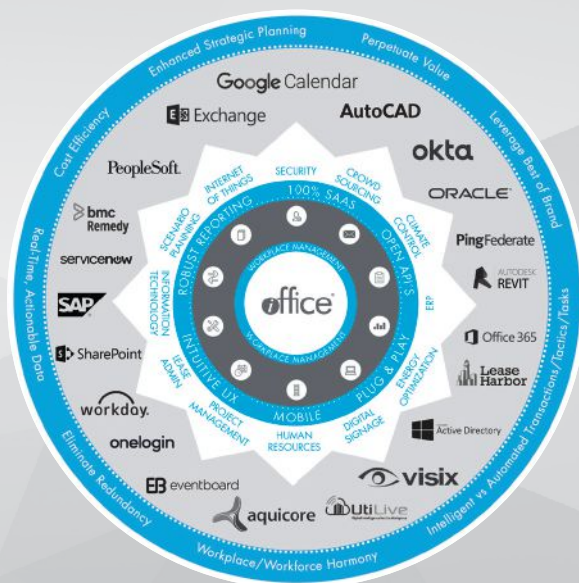 Enhanced Strategic Planning
Perpetuate Value
Leverage Best of Brand
Intelligent vs Automated Transactions/Tactics/Tasks
Workplace/Workforce Harmony
Eliminate Redundancy
Real-Time, Actionable Data
Cost Efficiency
Google Calendar
AutoCAD
okta
ORACLE
PingFederate
AUTODESK
REVIT
Office 365
Lease
Harbor
Active Directory
visix
UtiLive
aquicore
EB eventboard
onelogin
workday.
SharePoint
SAP
servicenow
bmc
Remedy
PeopleSoft.
Exchange
SECURITY
CROWD
SOURCING
CLIMATE
CONTROL
ERP
ENERGY
OPTIMIZATION
DIGITAL
SIGNAGE
HUMAN
RESOURCES
PROJECT
MANAGEMENT
LEASE
ADMIN
INFORMATION
TECHNOLOGY
SCENARIO
PLANNING
INTERNET
OF THINGS
100% SAAS
OPEN API'S
PLUG & PLAY
MOBILE
INTUITIVE UX
ROBUST REPORTING
WORKPLACE MANAGEMENT
iffice
WORKPLACE MANAGEMENT